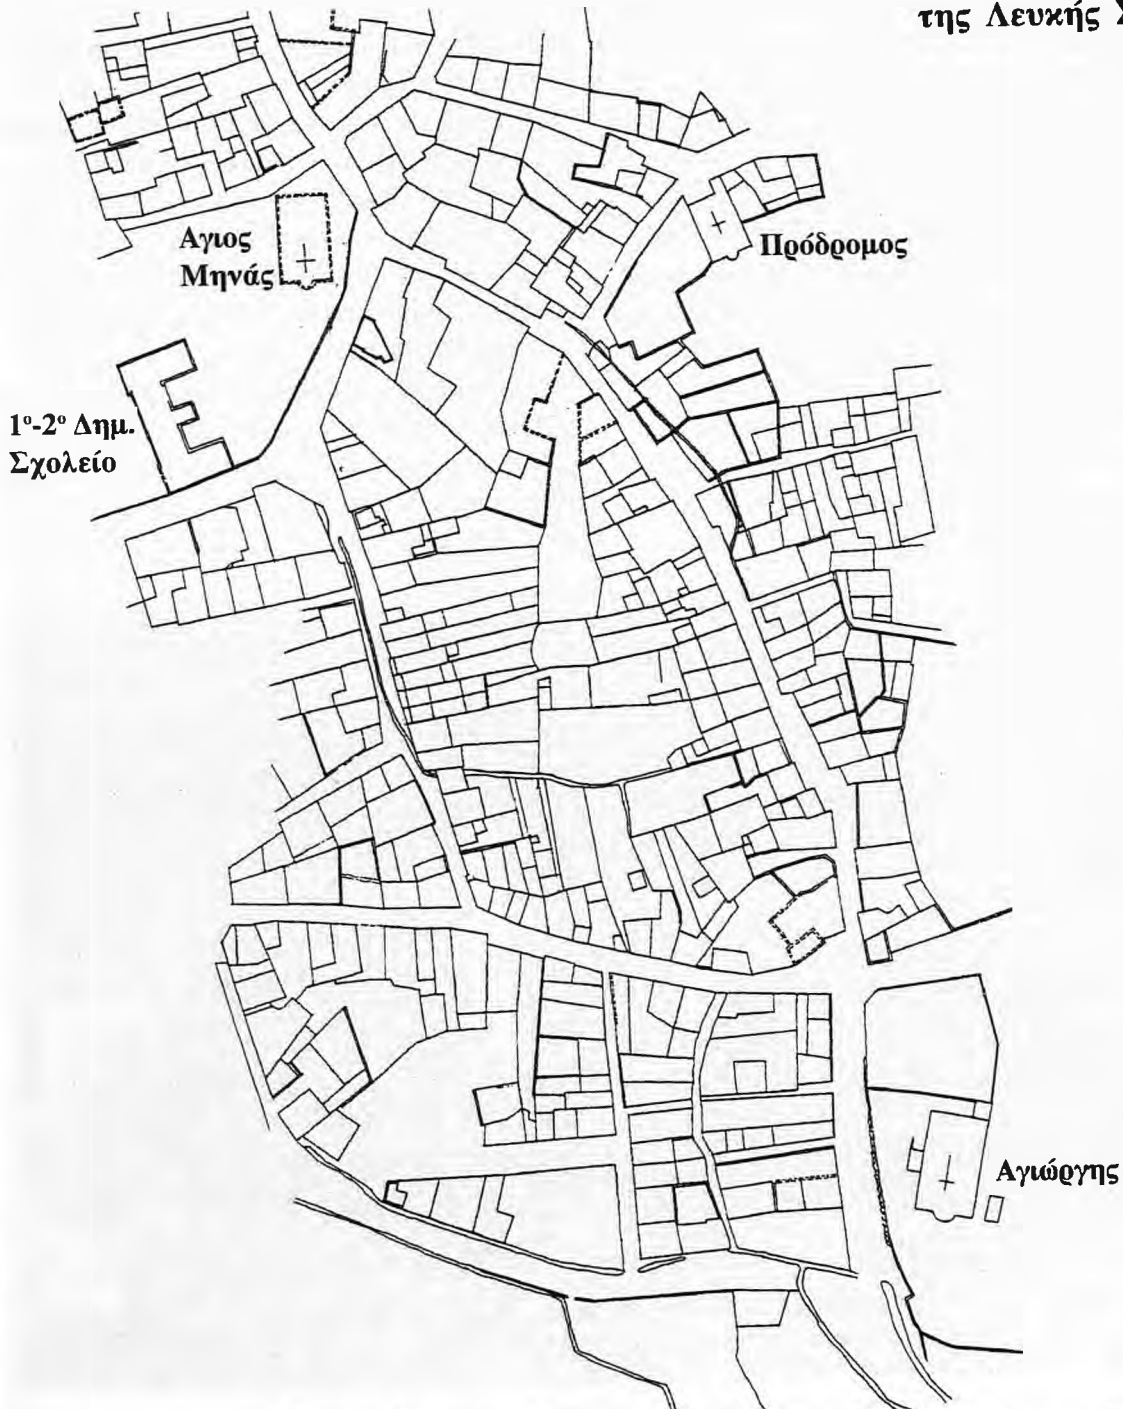 της Λευκής
Αγιος
Μηνάς
Πρόδρομος
1ο-2ο Δημ.
Σχολείο
Αγιώργης